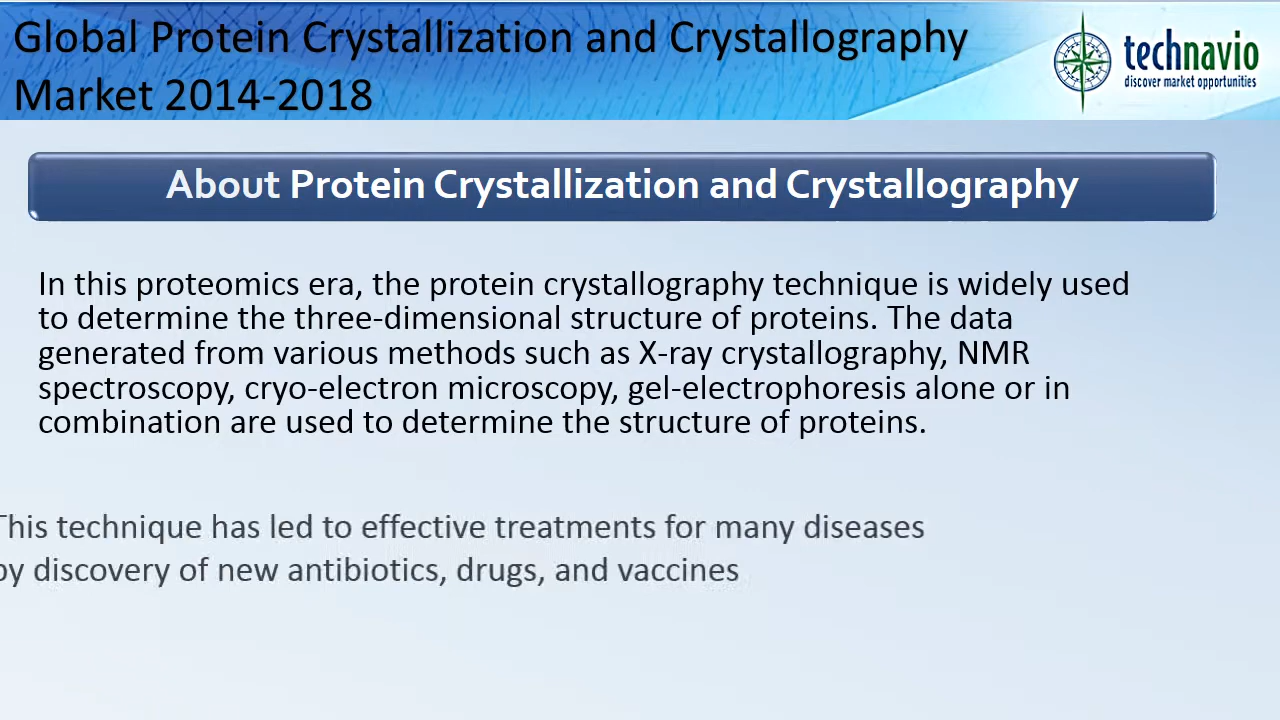 Global Protein Crystallization and Crystallography
Market 2014-2018
technavio
discover market opportunities
About Protein Crystallization and Crystallography
In this proteomics era, the protein crystallography technique is widely used
to determine the three-dimensional structure of proteins. The data
generated from various methods such as X-ray crystallography, NMR
spectroscopy, cryo-electron microscopy, gel-electrophoresis alone or in
combination are used to determine the structure of proteins.
This technique has led to effective treatments for many diseases
by discovery of new antibiotics, drugs, and vaccines